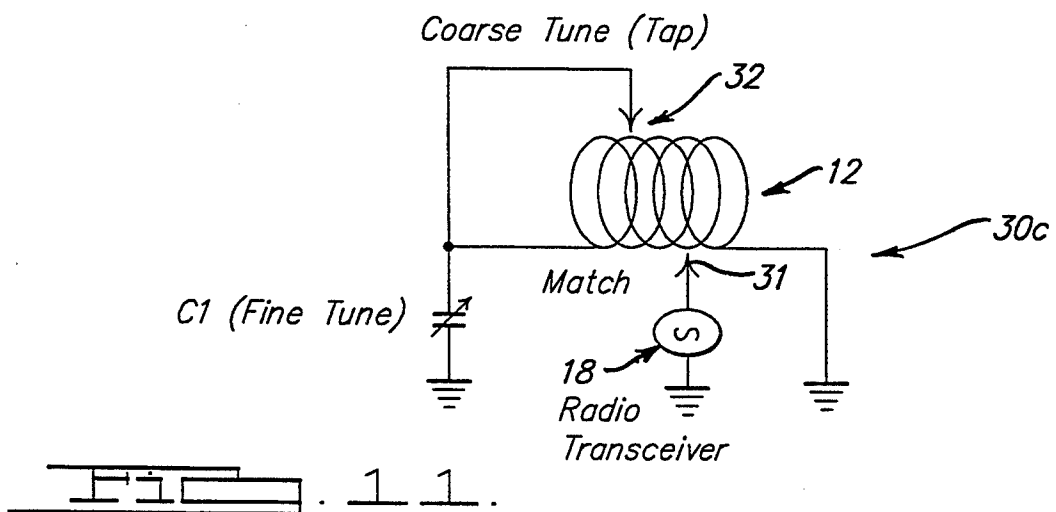 Coarse Tune (Tap)
32
12
30c
31
Match
C1 (Fine Tune)
S
18
Radio
Transceiver
FIG. 11.